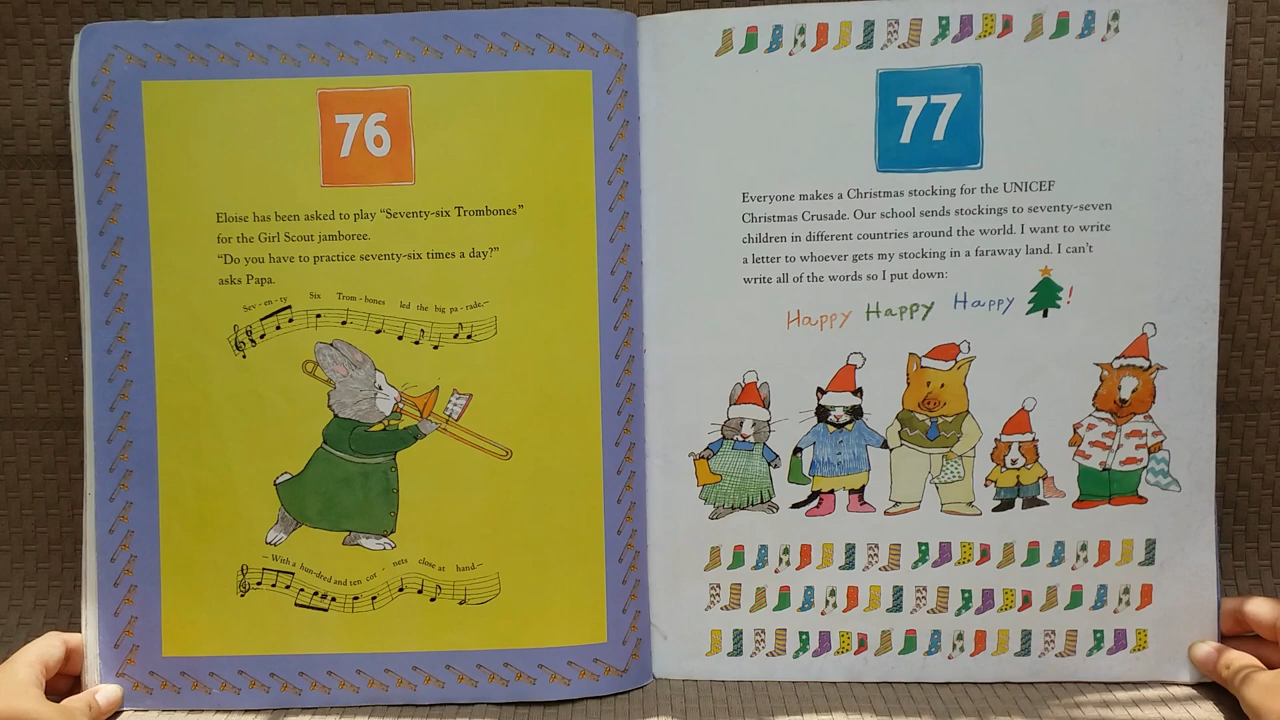 76
Eloise has been asked to play “Seventy-six Trombones”
for the Girl Scout jamboree.
“Do you have to practice seventy-six times a day?”
asks Papa.
Sev-en-ty Six Trom-bones led the big pa-rade,—
—With a hun-dred and ten cor-nets close at hand.—
77
Everyone makes a Christmas stocking for the UNICEF
Christmas Crusade. Our school sends stockings to seventy-seven
children in different countries around the world. I want to write
a letter to whoever gets my stocking in a faraway land. I can’t
write all of the words so I put down:
Happy Happy Happy !